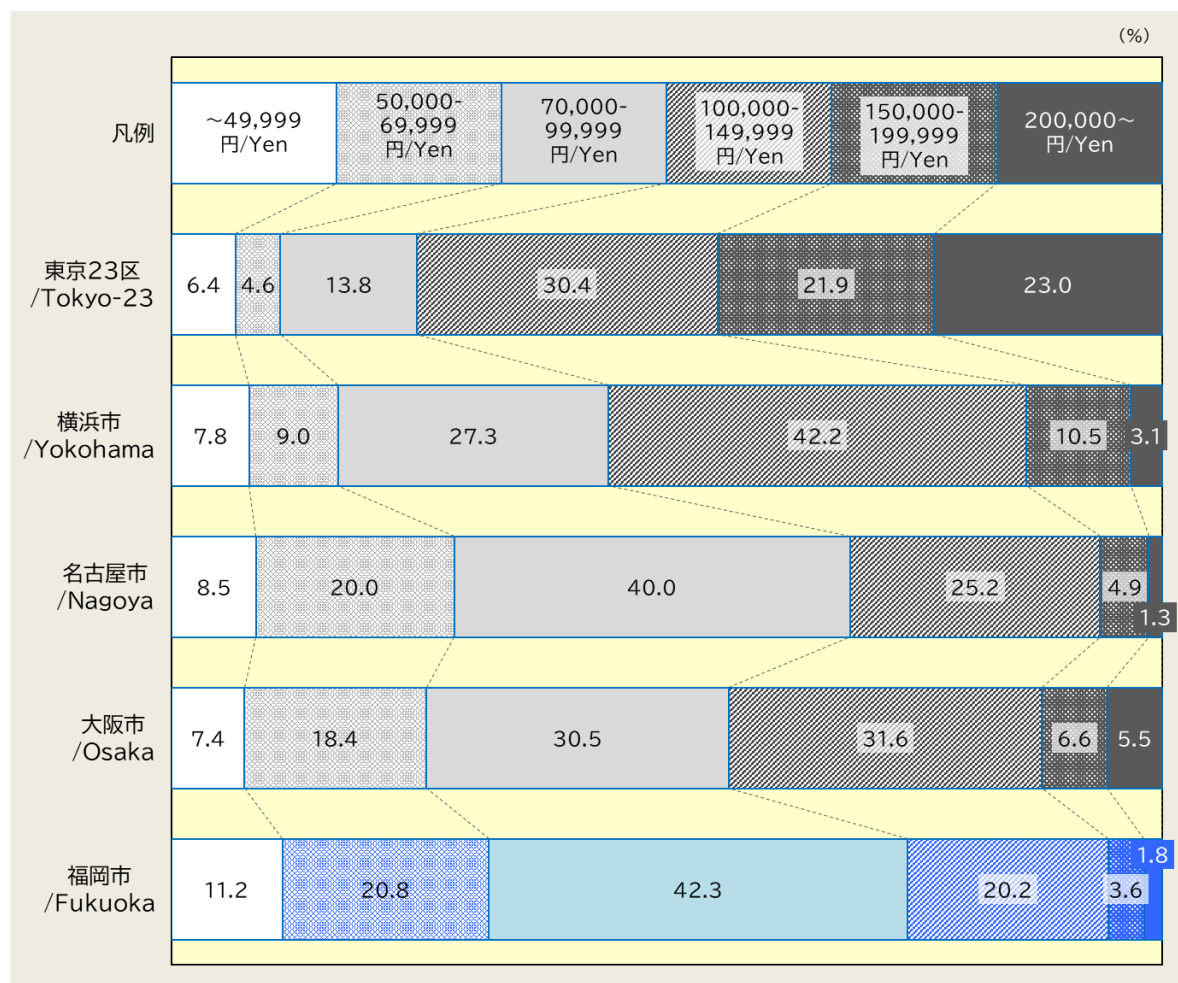 （%）
凡例
～49,999
円/Yen
50,000-
69,999
円/Yen
70,000-
99,999
円/Yen
100,000-
149,999
円/Yen
150,000-
199,999
円/Yen
200,000～
円/Yen
東京23区
/Tokyo-23
6.4
4.6
13.8
30.4
21.9
23.0
横浜市
/Yokohama
7.8
9.0
27.3
42.2
10.5
3.1
名古屋市
/Nagoya
8.5
20.0
40.0
25.2
4.9
1.3
大阪市
/Osaka
7.4
18.4
30.5
31.6
6.6
5.5
福岡市
/Fukuoka
11.2
20.8
42.3
20.2
3.6
1.8